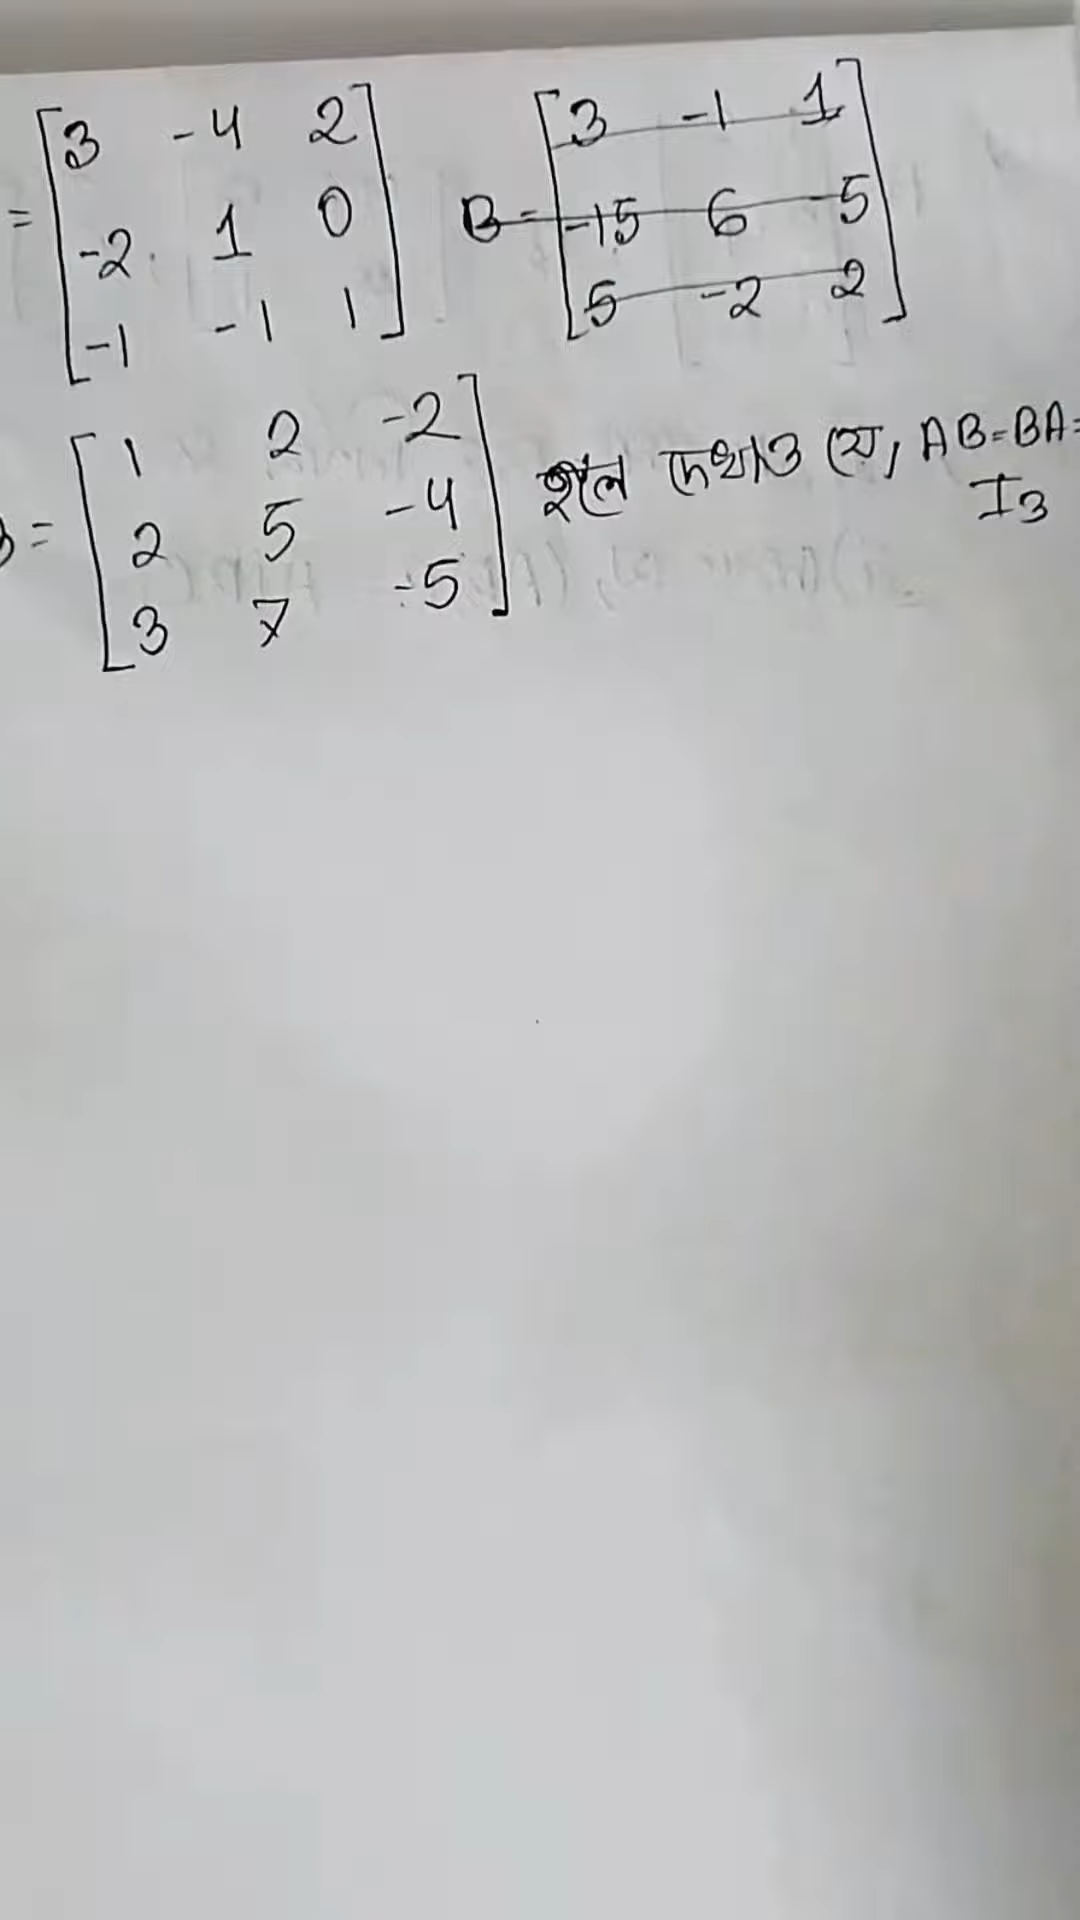 = [3 -4 2
-2 1 0
-1 -1 1]
B = [3 -1 1
-15 6 -5
5 -2 2]
B = [1 2 -2
2 5 -4
3 7 -5] হলে দেখাও যে, AB=BA=
I3